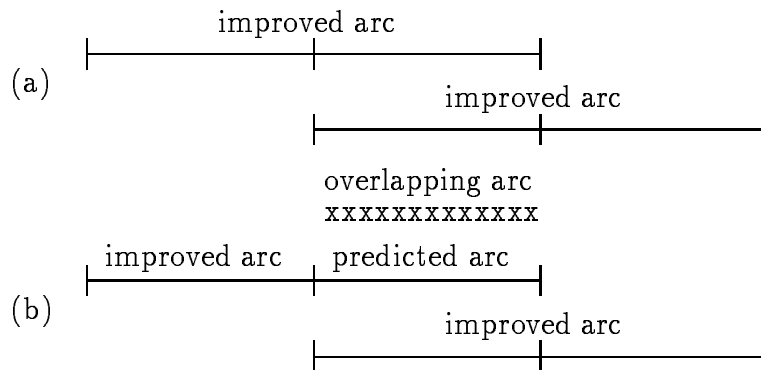 improved arc
(a)
improved arc
overlapping arc
xxxxxxxxxxxxx
improved arc predicted arc
(b)
improved arc